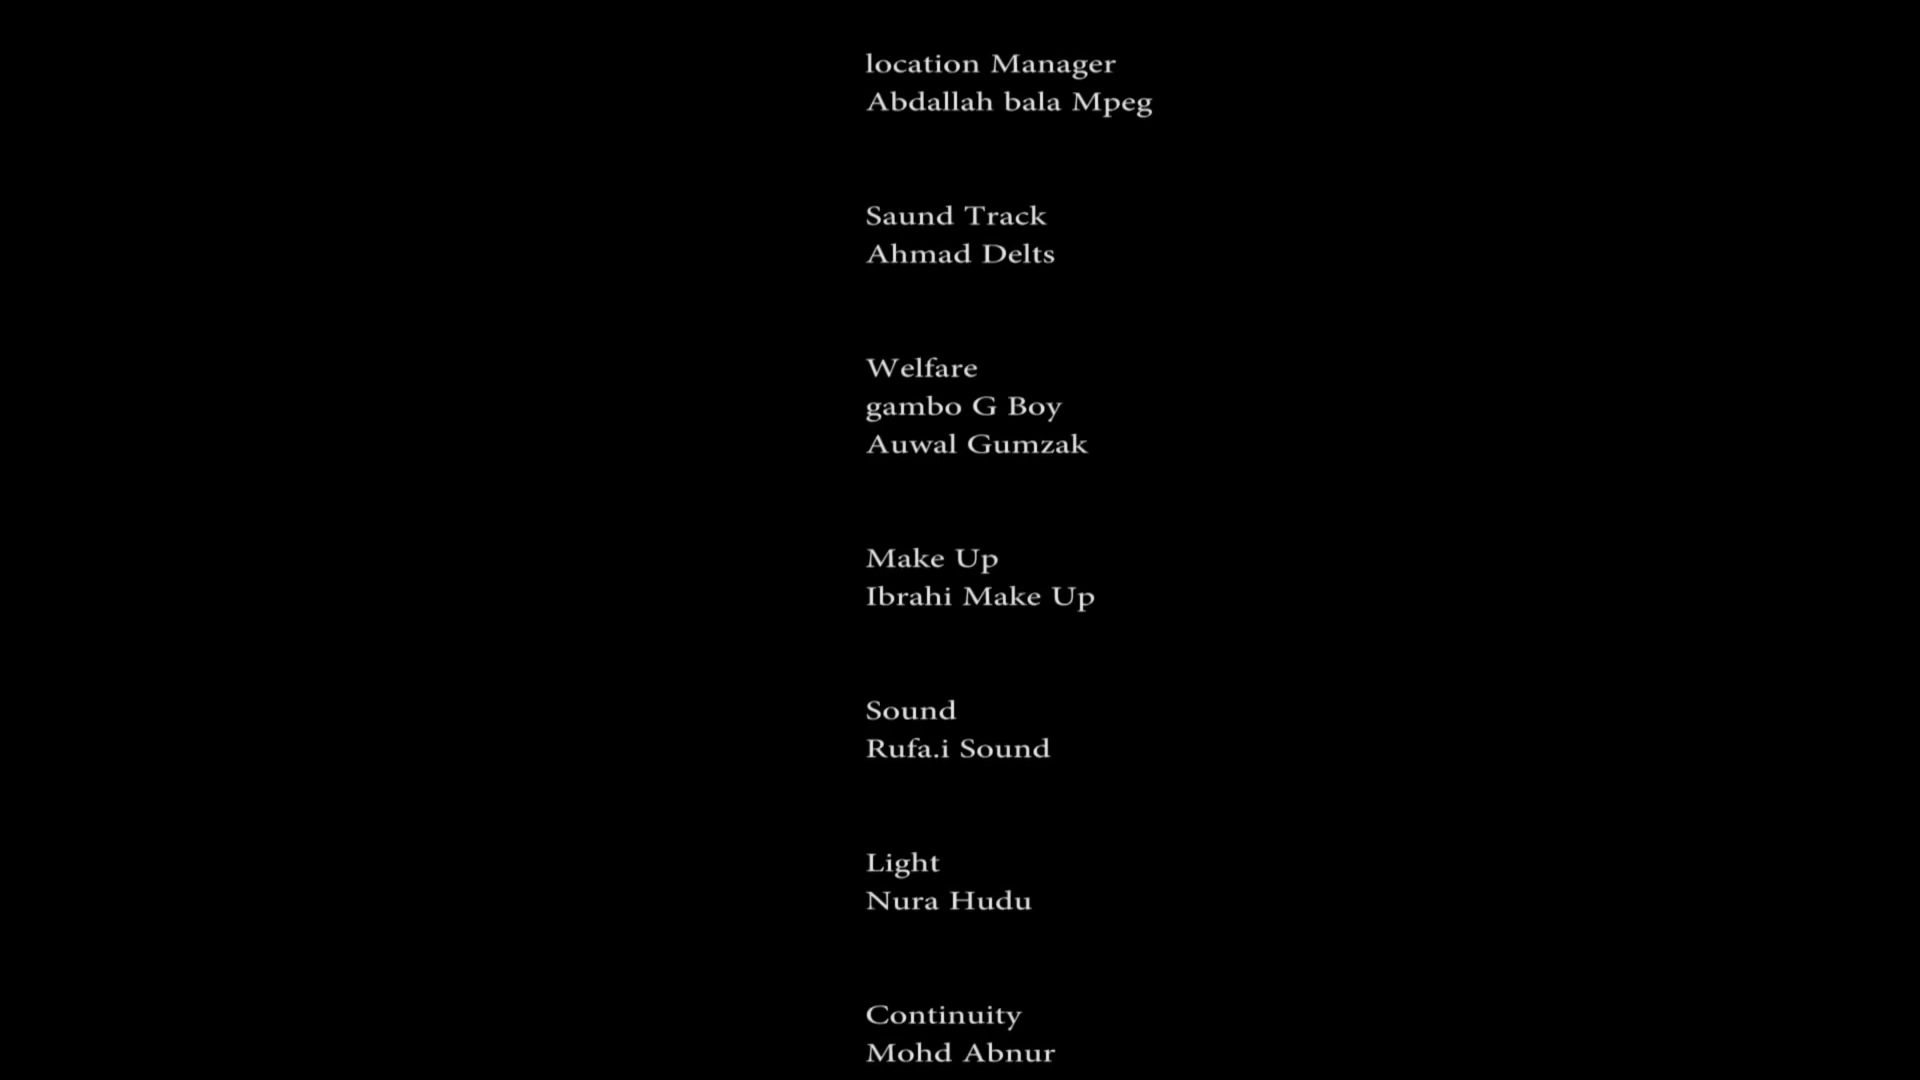 location Manager
Abdallah bala Mpeg
Saund Track
Ahmad Delts
Welfare
gambo G Boy
Auwal Gumzak
Make Up
Ibrahi Make Up
Sound
Rufa.i Sound
Light
Nura Hudu
Continuity
Mohd Abnur